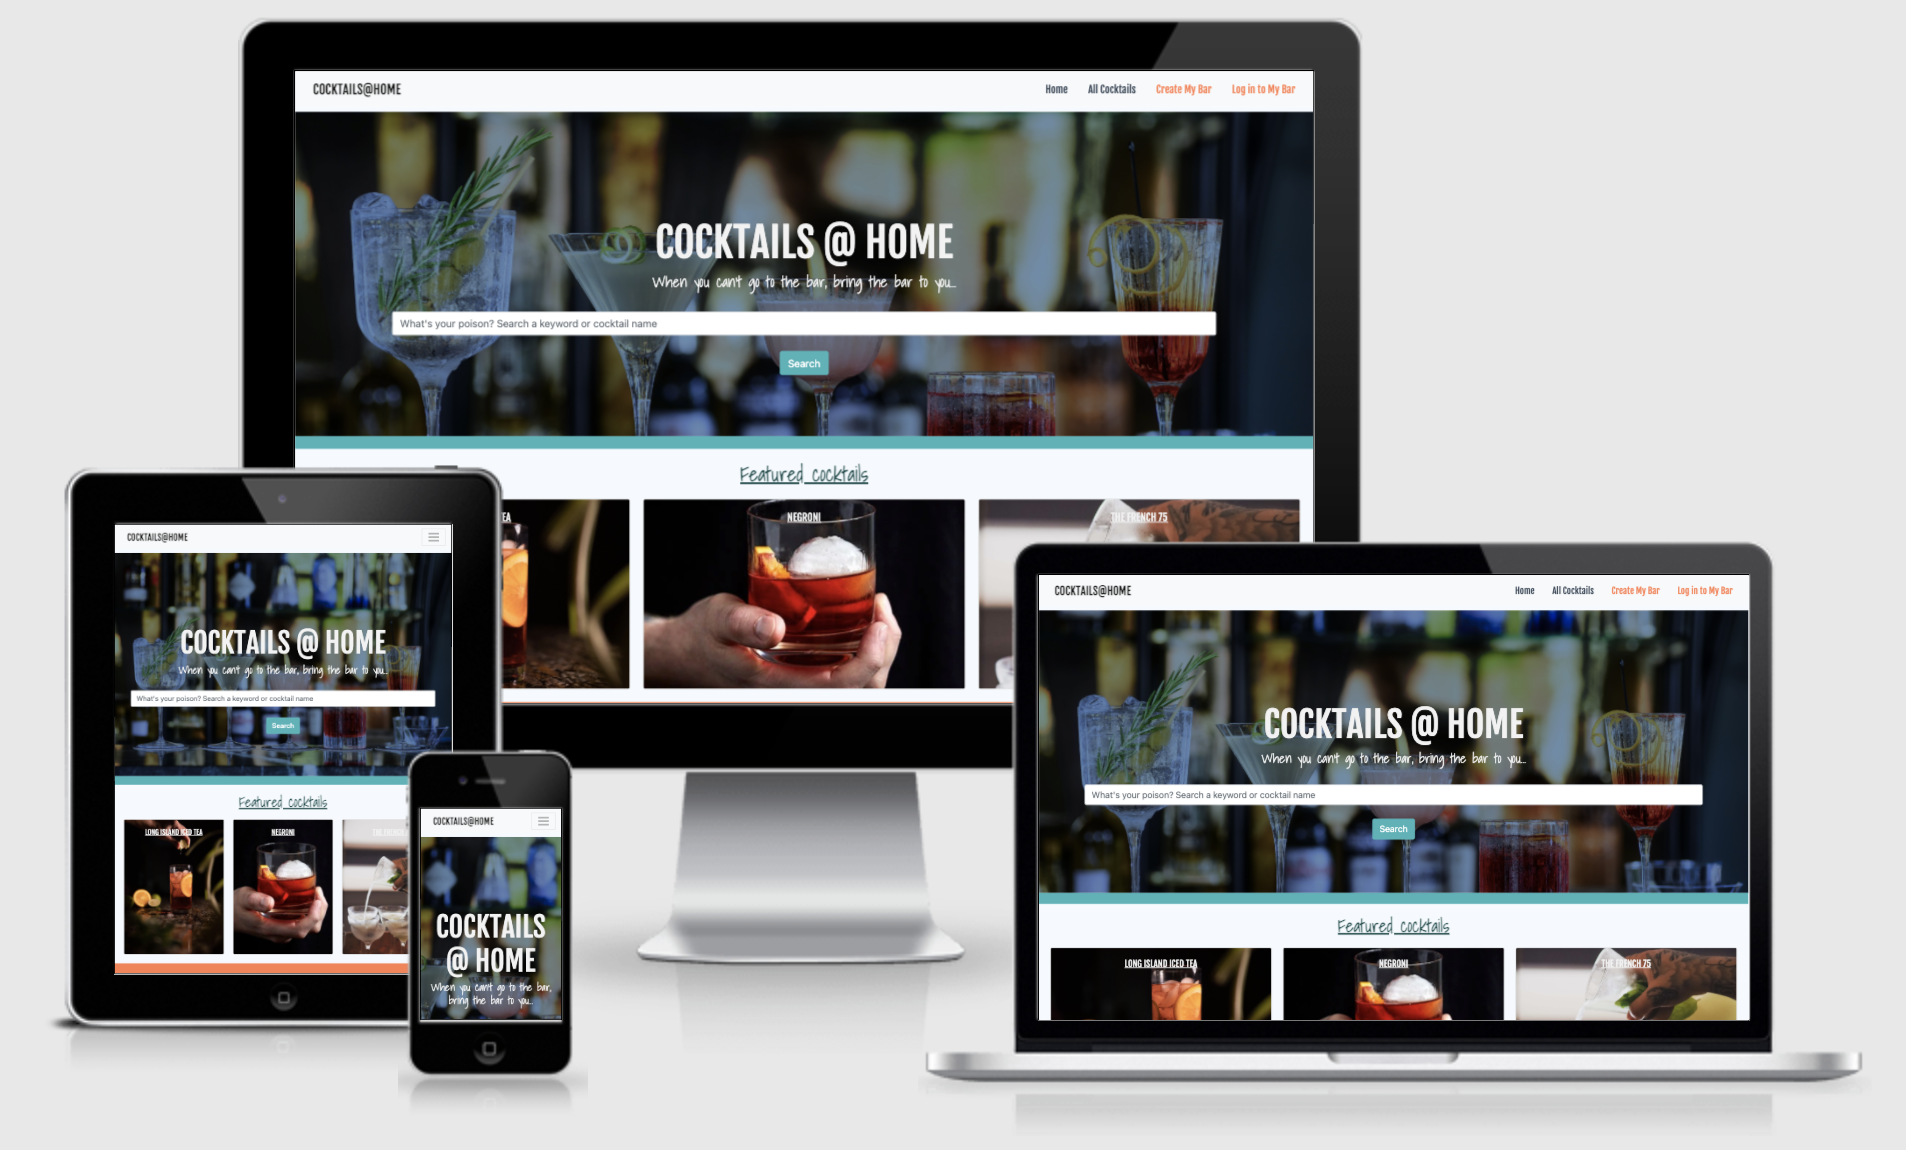 COCKTAILS@HOME
Home All Cocktails Create My Bar Log in to My Bar
COCKTAILS @ HOME
When you can't go to the bar, bring the bar to you...
What's your poison? Search a keyword or cocktail name
Search
Featured cocktails
TEA
NEGRONI
THE FRENCH 75
COCKTAILS@HOME
COCKTAILS @ HOME
When you can't go to the bar, bring the bar to you...
What's your poison? Search a keyword or cocktail name
Search
Featured cocktails
LONG ISLAND ICED TEA
NEGRONI
THE FRENCH
COCKTAILS@HOME
COCKTAILS
@ HOME
When you can't go to the bar,
bring the bar to you...
COCKTAILS@HOME
Home All Cocktails Create My Bar Log in to My Bar
COCKTAILS @ HOME
When you can't go to the bar, bring the bar to you...
What's your poison? Search a keyword or cocktail name
Search
Featured cocktails
LONG ISLAND ICED TEA
NEGRONI
THE FRENCH 75